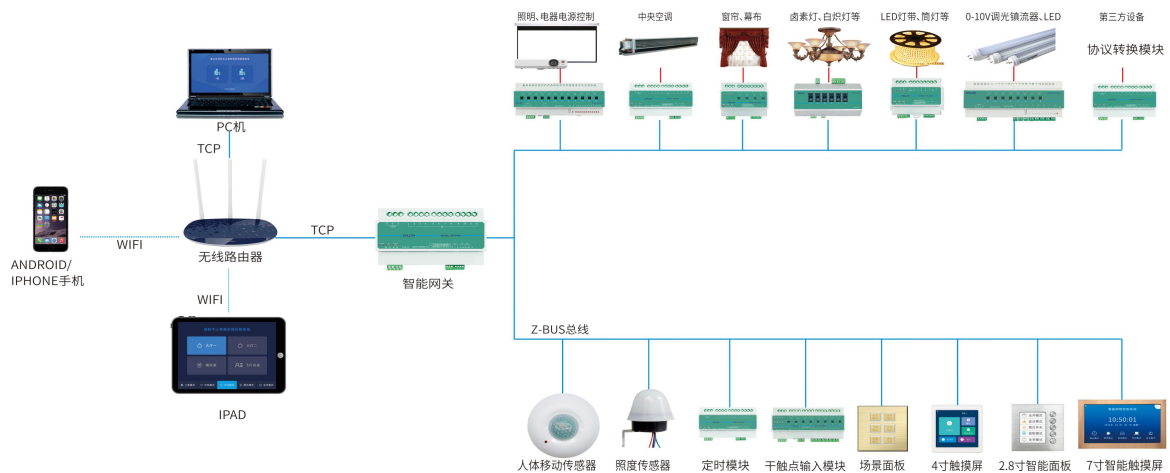 照明、电器电源控制
中央空调
窗帘、幕布
卤素灯、白炽灯等
LED灯带、筒灯等
0-10V调光镇流器、LED
第三方设备
协议转换模块
PC机
TCP
WIFI
TCP
ANDROID/
IPHONE手机
无线路由器
智能网关
WIFI
IPAD
Z-BUS总线
10:50:01
人体移动传感器
照度传感器
定时模块
干触点输入模块
场景面板
4寸触摸屏
2.8寸智能面板
7寸智能触摸屏